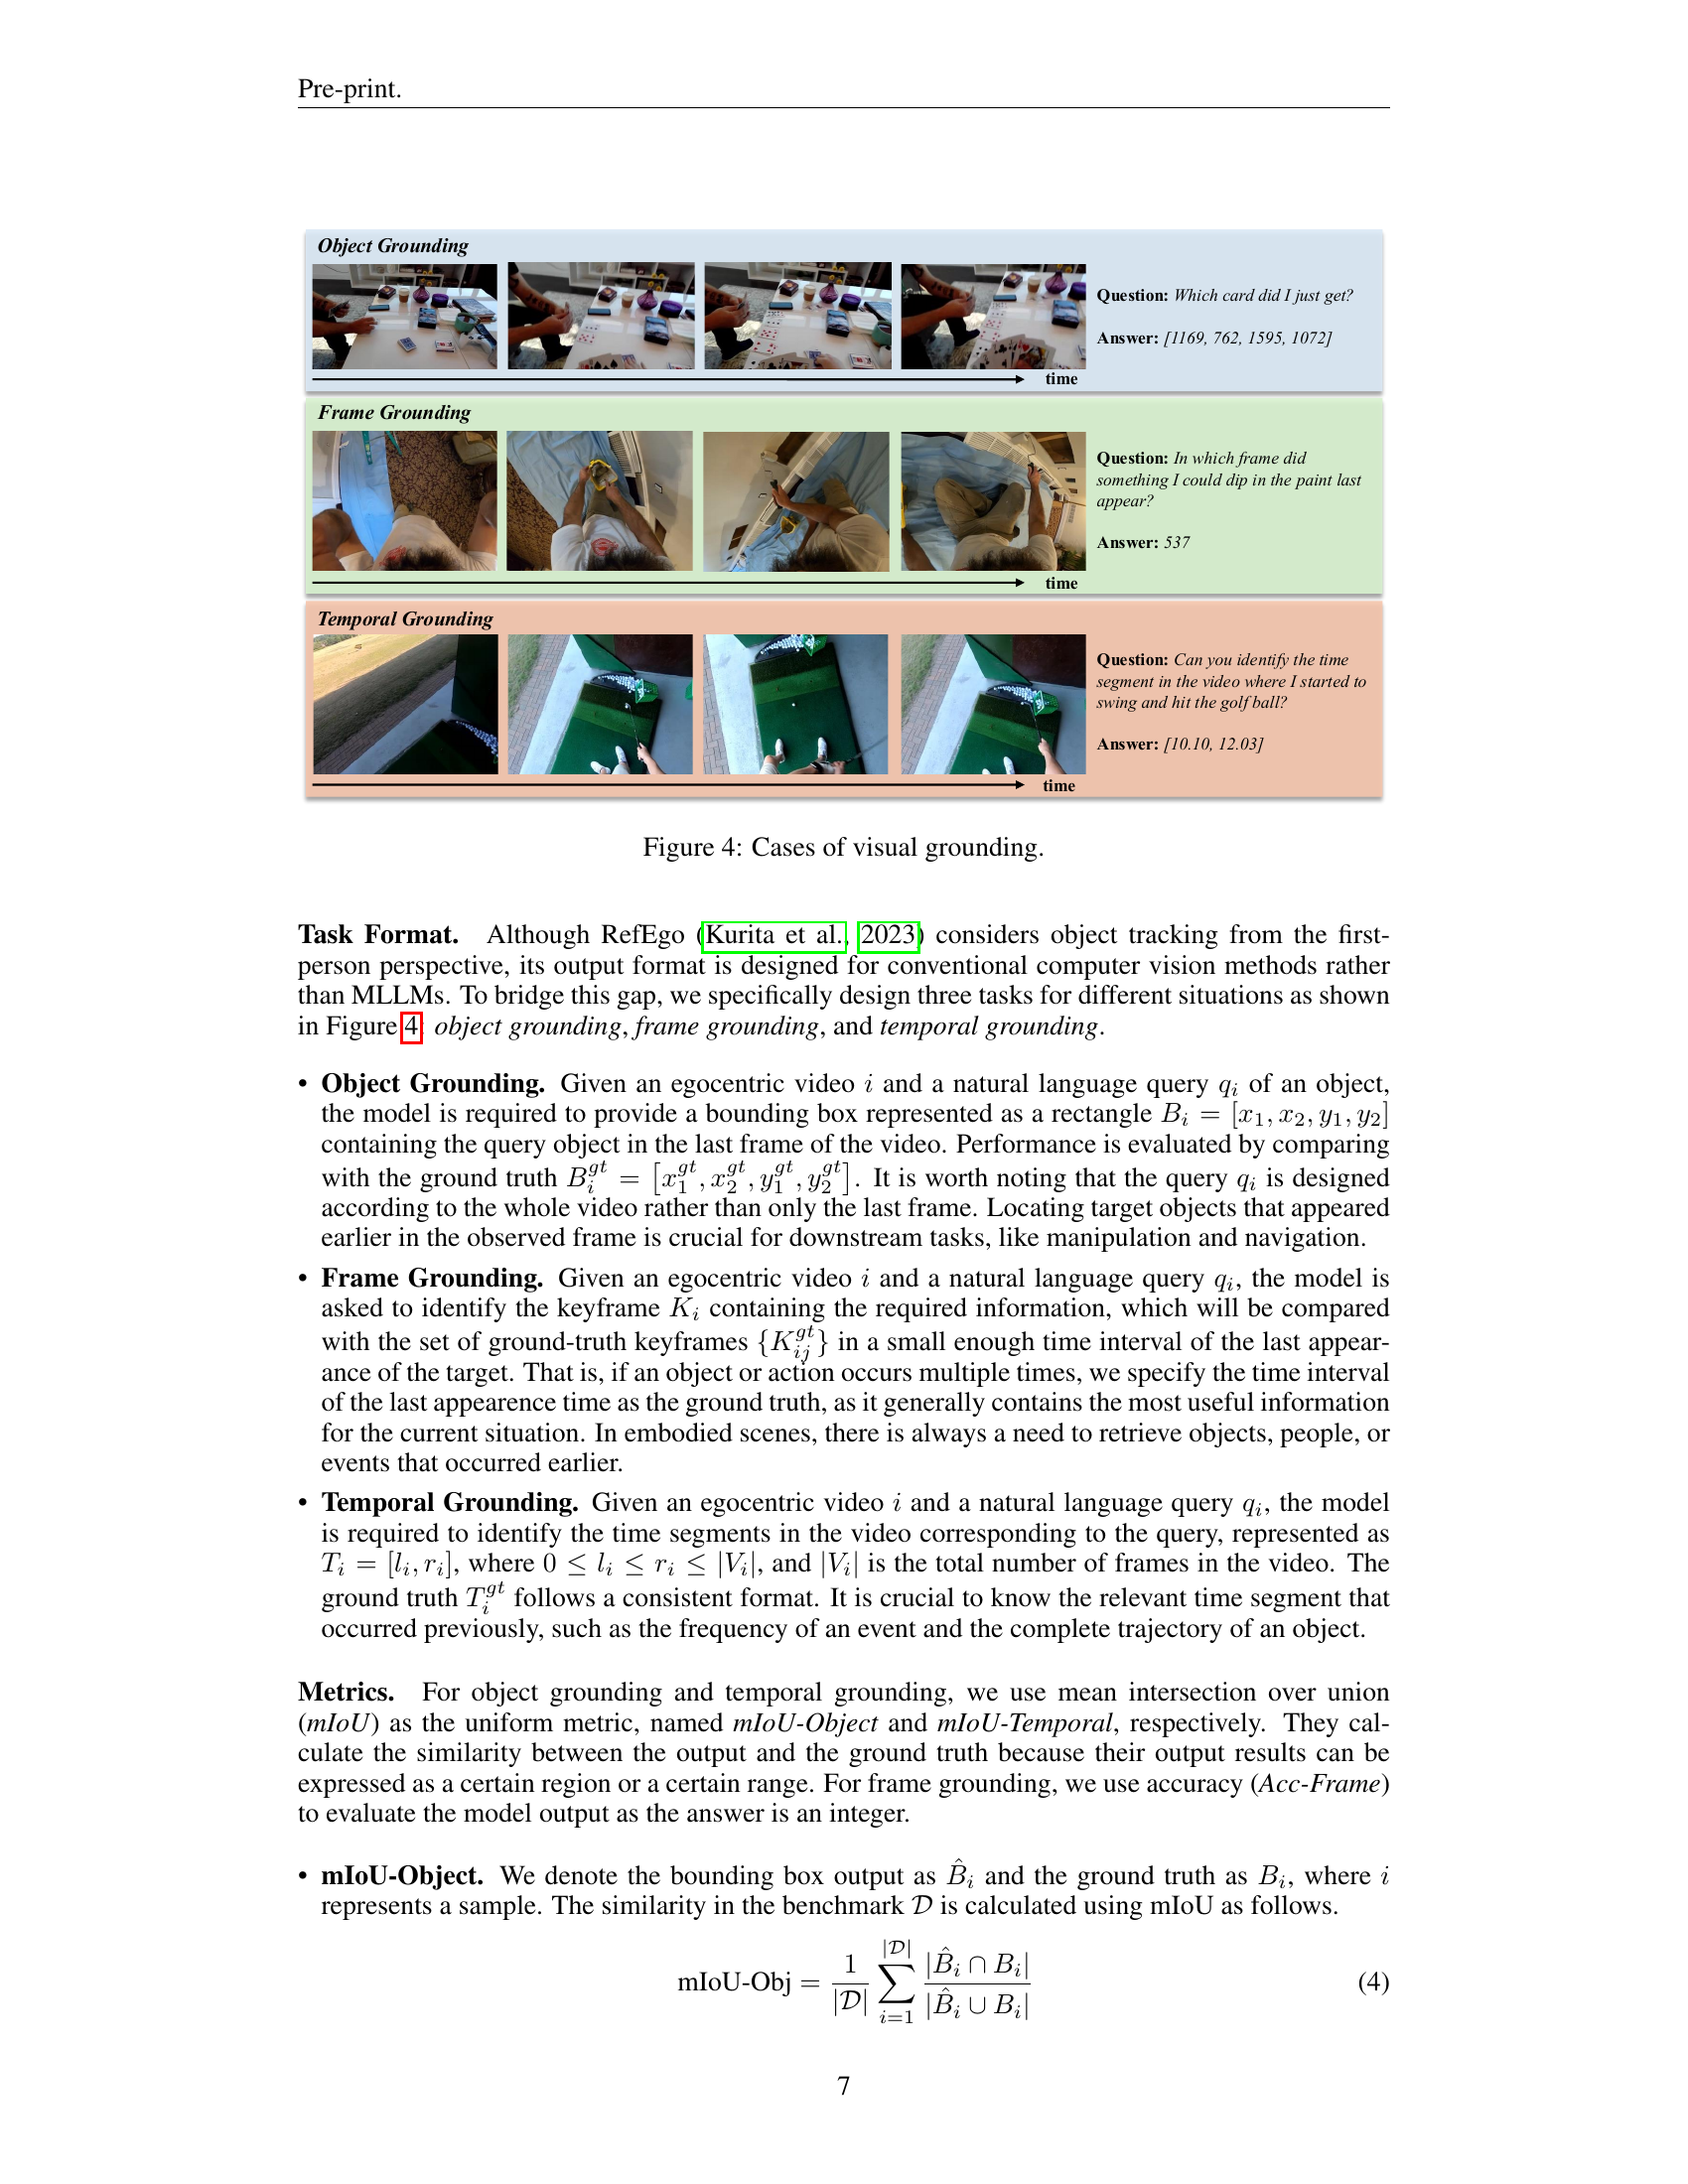 Pre-print.
Object Grounding
Question: Which card did I just get?
Answer: [1169, 762, 1595, 1072]
time
Frame Grounding
Question: In which frame did
something I could dip in the paint last
appear?
Answer: 537
time
Temporal Grounding
Question: Can you identify the time
segment in the video where I started to
swing and hit the golf ball?
Answer: [10.10, 12.03]
time
Figure 4: Cases of visual grounding.
Task Format. Although RefEgo (Kurita et al., 2023) considers object tracking from the first-
person perspective, its output format is designed for conventional computer vision methods rather
than MLLMs. To bridge this gap, we specifically design three tasks for different situations as shown
in Figure 4: object grounding, frame grounding, and temporal grounding.
• Object Grounding. Given an egocentric video i and a natural language query q_i of an object,
the model is required to provide a bounding box represented as a rectangle B_i = [x_1, x_2, y_1, y_2]
containing the query object in the last frame of the video. Performance is evaluated by comparing
with the ground truth B_i^{gt} = [x_1^{gt}, x_2^{gt}, y_1^{gt}, y_2^{gt}]. It is worth noting that the query q_i is designed
according to the whole video rather than only the last frame. Locating target objects that appeared
earlier in the observed frame is crucial for downstream tasks, like manipulation and navigation.
• Frame Grounding. Given an egocentric video i and a natural language query q_i, the model is
asked to identify the keyframe K_i containing the required information, which will be compared
with the set of ground-truth keyframes {K_{ij}^{gt}} in a small enough time interval of the last appear-
ance of the target. That is, if an object or action occurs multiple times, we specify the time interval
of the last appearence time as the ground truth, as it generally contains the most useful information
for the current situation. In embodied scenes, there is always a need to retrieve objects, people, or
events that occurred earlier.
• Temporal Grounding. Given an egocentric video i and a natural language query q_i, the model
is required to identify the time segments in the video corresponding to the query, represented as
T_i = [l_i, r_i], where 0 ≤ l_i ≤ r_i ≤ |V_i|, and |V_i| is the total number of frames in the video. The
ground truth T_i^{gt} follows a consistent format. It is crucial to know the relevant time segment that
occurred previously, such as the frequency of an event and the complete trajectory of an object.
Metrics. For object grounding and temporal grounding, we use mean intersection over union
(mIoU) as the uniform metric, named mIoU-Object and mIoU-Temporal, respectively. They cal-
culate the similarity between the output and the ground truth because their output results can be
expressed as a certain region or a certain range. For frame grounding, we use accuracy (Acc-Frame)
to evaluate the model output as the answer is an integer.
• mIoU-Object. We denote the bounding box output as \hat{B}_i and the ground truth as B_i, where i
represents a sample. The similarity in the benchmark 𝒟 is calculated using mIoU as follows.
mIoU-Obj = \frac{1}{|𝒟|} \sum_{i=1}^{|𝒟|} \frac{|\hat{B}_i ∩ B_i|}{|\hat{B}_i ∪ B_i|} (4)
7